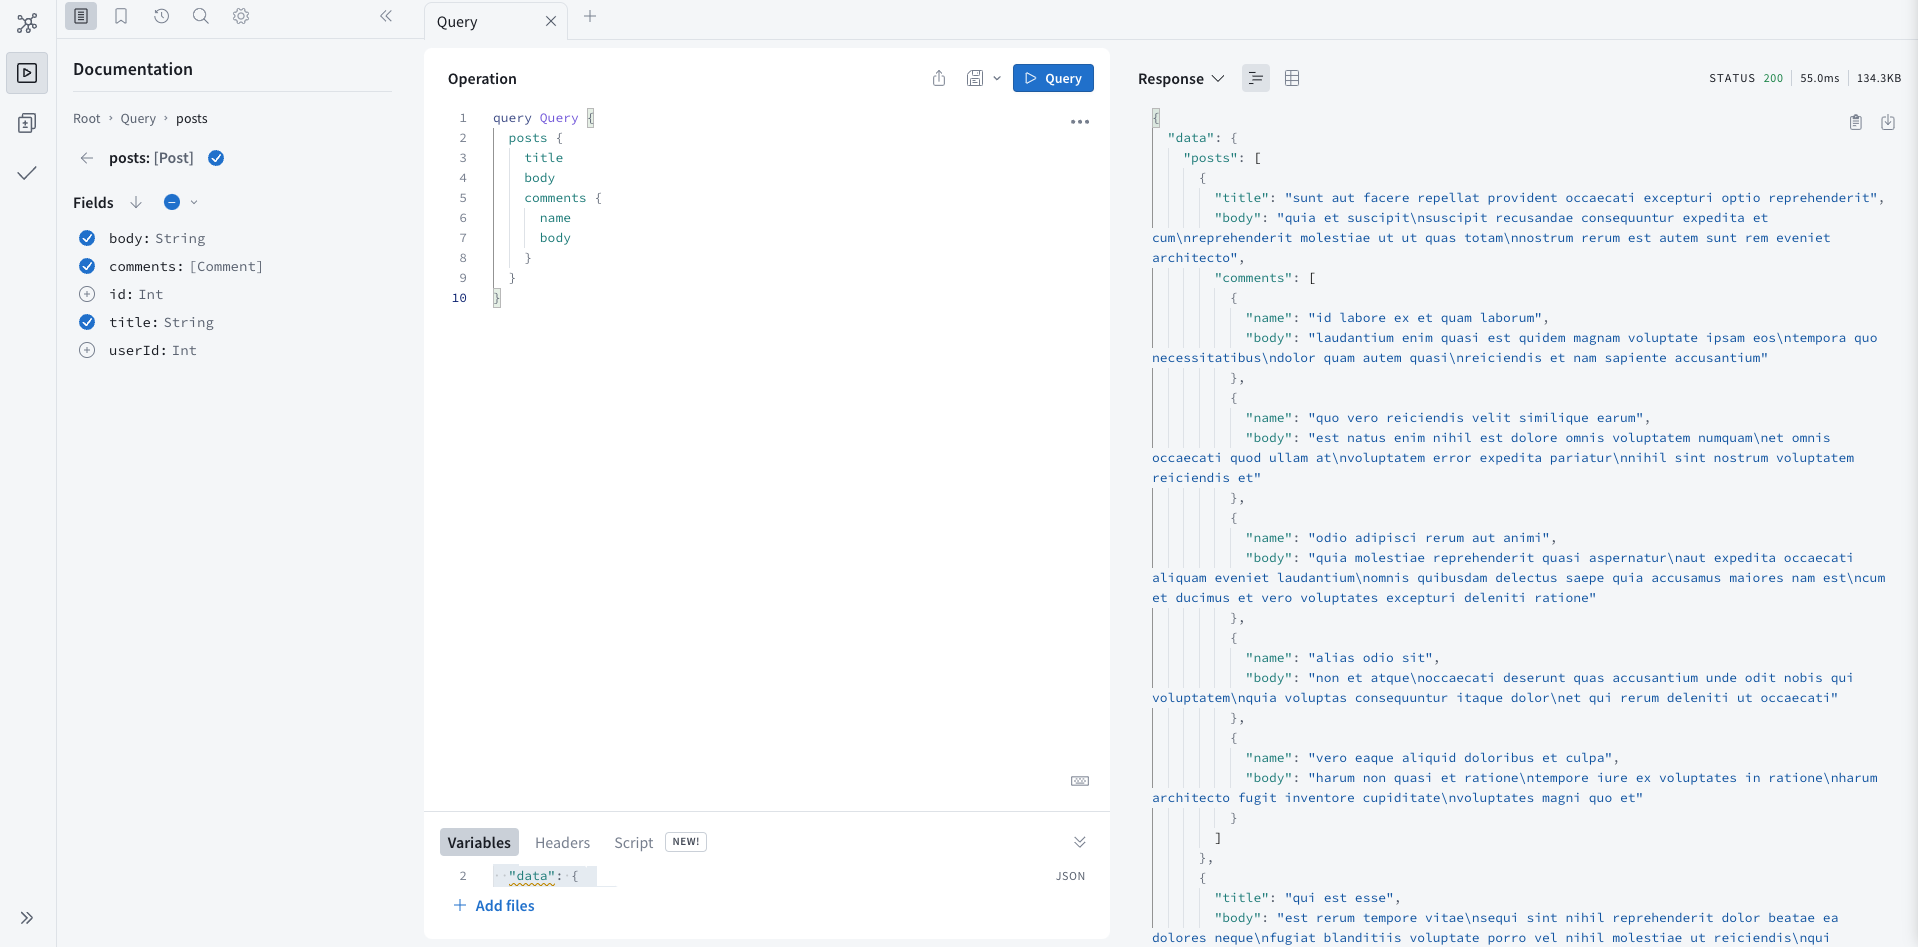 Documentation
Root › Query › posts
posts: [Post]
Fields
body: String
comments: [Comment]
id: Int
title: String
userId: Int
Query
Operation
Query
1 query Query {
2 posts {
3 title
4 body
5 comments {
6 name
7 body
8 }
9 }
10 }
Variables Headers Script NEW!
2 "data": {
JSON
Add files
Response
STATUS 200 55.0ms 134.3KB
{
"data": {
"posts": [
{
"title": "sunt aut facere repellat provident occaecati excepturi optio reprehenderit",
"body": "quia et suscipit\nsuscipit recusandae consequuntur expedita et
cum\nreprehenderit molestiae ut ut quas totam\nnostrum rerum est autem sunt rem eveniet
architecto",
"comments": [
{
"name": "id labore ex et quam laborum",
"body": "laudantium enim quasi est quidem magnam voluptate ipsam eos\ntempora quo
necessitatibus\ndolor quam autem quasi\nreiciendis et nam sapiente accusantium"
},
{
"name": "quo vero reiciendis velit similique earum",
"body": "est natus enim nihil est dolore omnis voluptatem numquam\net omnis
occaecati quod ullam at\nvoluptatem error expedita pariatur\nnihil sint nostrum voluptatem
reiciendis et"
},
{
"name": "odio adipisci rerum aut animi",
"body": "quia molestiae reprehenderit quasi aspernatur\naut expedita occaecati
aliquam eveniet laudantium\nomnis quibusdam delectus saepe quia accusamus maiores nam est\ncum
et ducimus et vero voluptates excepturi deleniti ratione"
},
{
"name": "alias odio sit",
"body": "non et atque\noccaecati deserunt quas accusantium unde odit nobis qui
voluptatem\nquia voluptas consequuntur itaque dolor\net qui rerum deleniti ut occaecati"
},
{
"name": "vero eaque aliquid doloribus et culpa",
"body": "harum non quasi et ratione\ntempore iure ex voluptates in ratione\nharum
architecto fugit inventore cupiditate\nvoluptates magni quo et"
}
]
},
{
"title": "qui est esse",
"body": "est rerum tempore vitae\nsequi sint nihil reprehenderit dolor beatae ea
dolores neque\nfugiat blanditiis voluptate porro vel nihil molestiae ut reiciendis\nqui